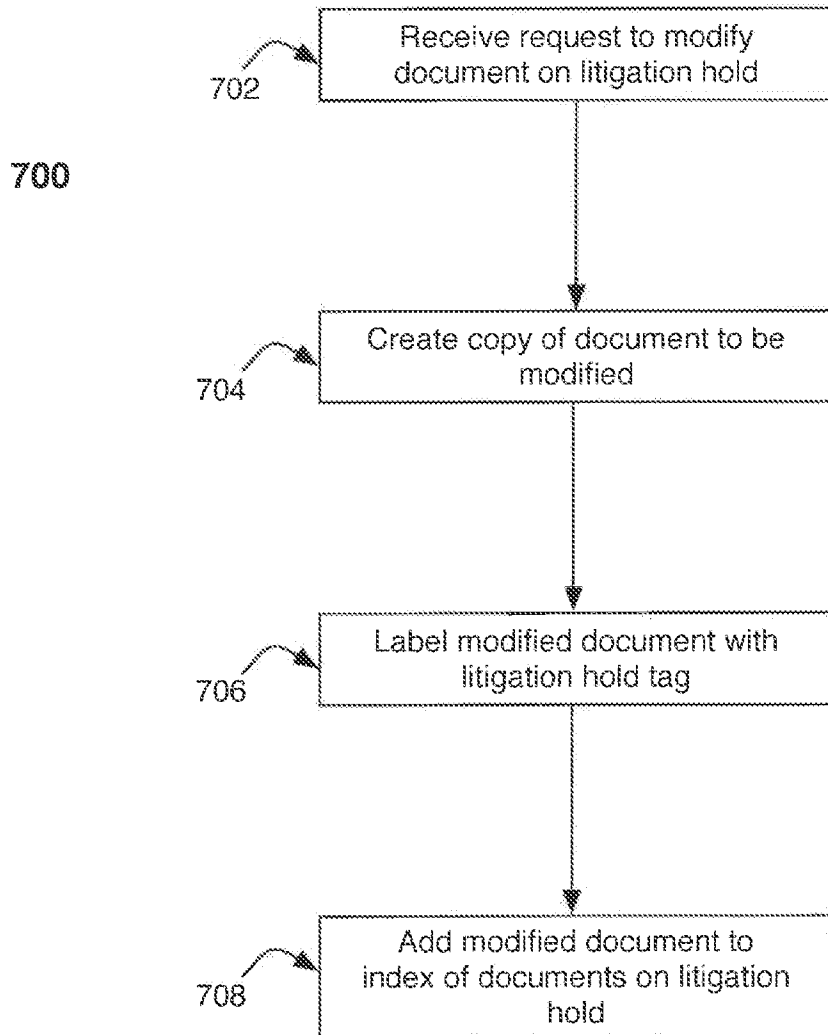 Receive request to modify
document on litigation hold
702
700
Create copy of document to be
modified
704
Label modified document with
litigation hold tag
706
Add modified document to
index of documents on litigation
hold
708